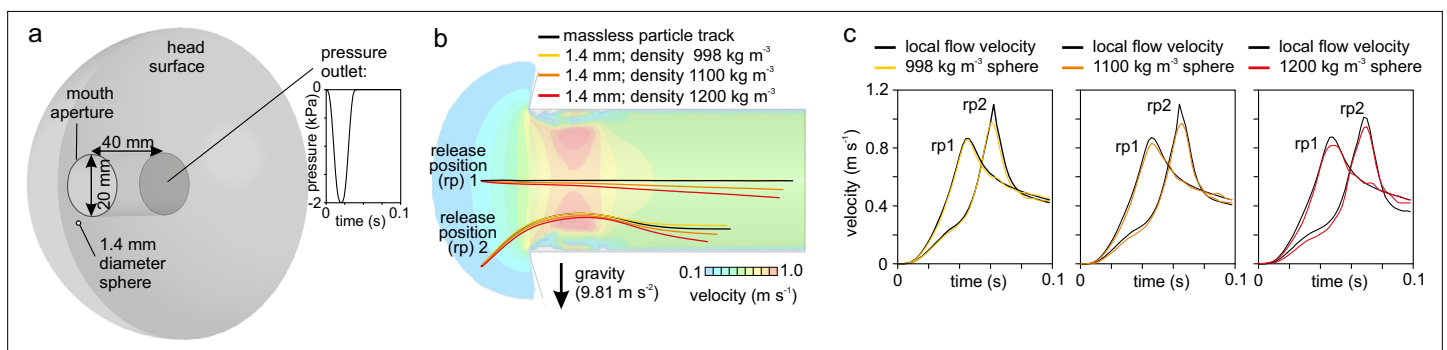 a
head
surface
pressure
outlet:
mouth
aperture
40 mm
20 mm
1.4 mm
diameter
sphere
0
pressure (kPa)
-2
0 0.1
time (s)
b
massless particle track
1.4 mm; density 998 kg m⁻³
1.4 mm; density 1100 kg m⁻³
1.4 mm; density 1200 kg m⁻³
release
position
(rp) 1
release
position
(rp) 2
gravity
(9.81 m s⁻²)
0.1 1.0
velocity (m s⁻¹)
c
local flow velocity
998 kg m⁻³ sphere
local flow velocity
1100 kg m⁻³ sphere
local flow velocity
1200 kg m⁻³ sphere
velocity (m s⁻¹)
1.2
0.8
0.4
0
rp2
rp1
0 0.1
time (s)
rp2
rp1
0 0.1
time (s)
rp2
rp1
0 0.1
time (s)